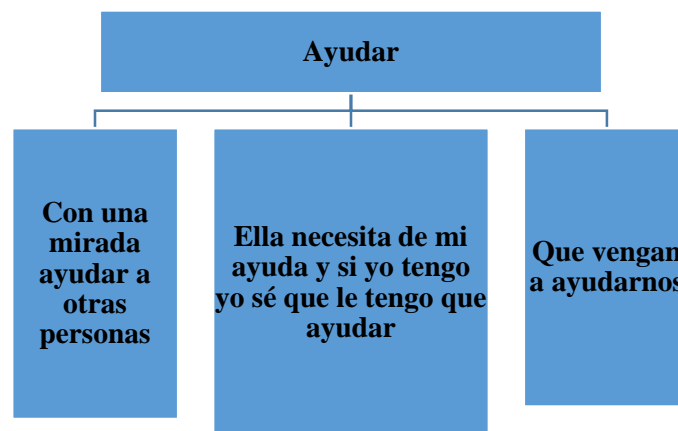 Ayudar
Con una
mirada
ayudar a
otras
personas
Ella necesita de mi
ayuda y si yo tengo
yo sé que le tengo que
ayudar
Que vengan
a ayudarnos